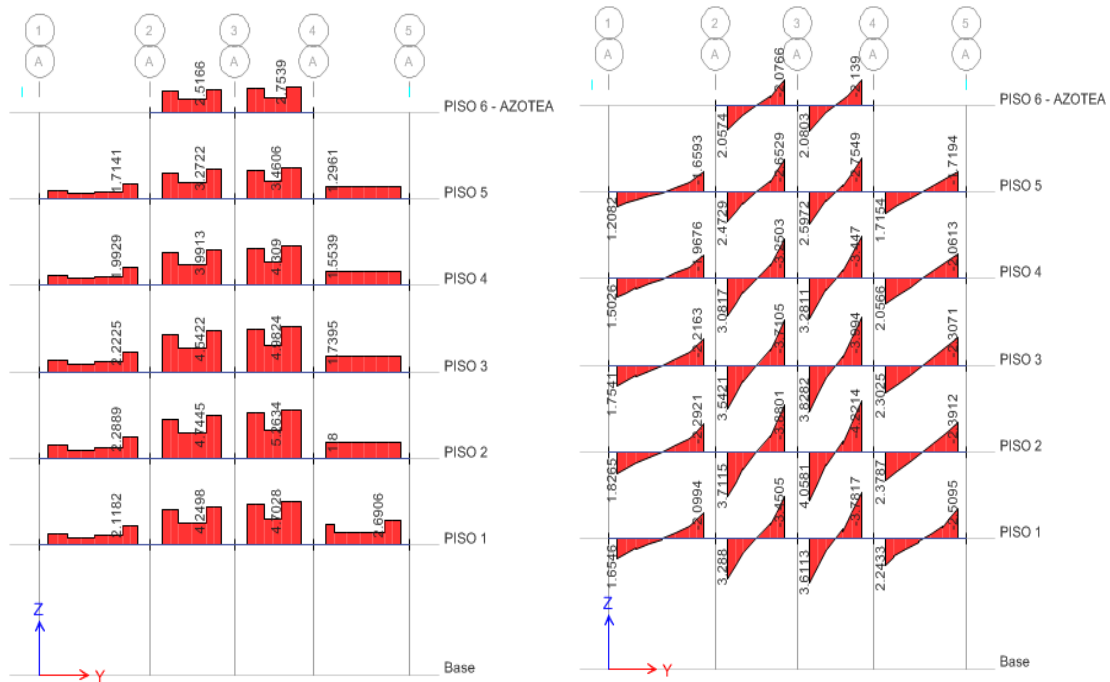 1 2 3 4 5
A A A A A
2.5166 2.7539 PISO 6 - AZOTEA
1.7141 3.2722 3.4606 1.2961 PISO 5
1.9929 3.9913 4.309 1.5539 PISO 4
2.2225 4.5422 4.9824 1.7395 PISO 3
2.2889 4.7445 5.2634 1.8 PISO 2
2.1182 4.2498 4.7028 2.6906 PISO 1
Z
Y
Base
1 2 3 4 5
A A A A A
2.0574 -2.0766 2.0803 -2.139 PISO 6 - AZOTEA
1.2082 -1.6593 2.4729 -2.6529 2.5972 -2.7549 1.7154 -1.7194 PISO 5
1.5026 -1.9676 3.0817 -3.2503 3.2811 -3.447 2.0566 -2.0613 PISO 4
1.7541 -2.2163 3.5421 -3.7105 3.8282 -3.994 2.3025 -2.3071 PISO 3
1.8265 -2.2921 3.7115 -3.8801 4.0581 -4.2214 2.3787 -2.3912 PISO 2
1.6546 -2.0994 3.288 -3.4505 3.6113 -3.7817 2.2433 -2.5095 PISO 1
Z
Y
Base